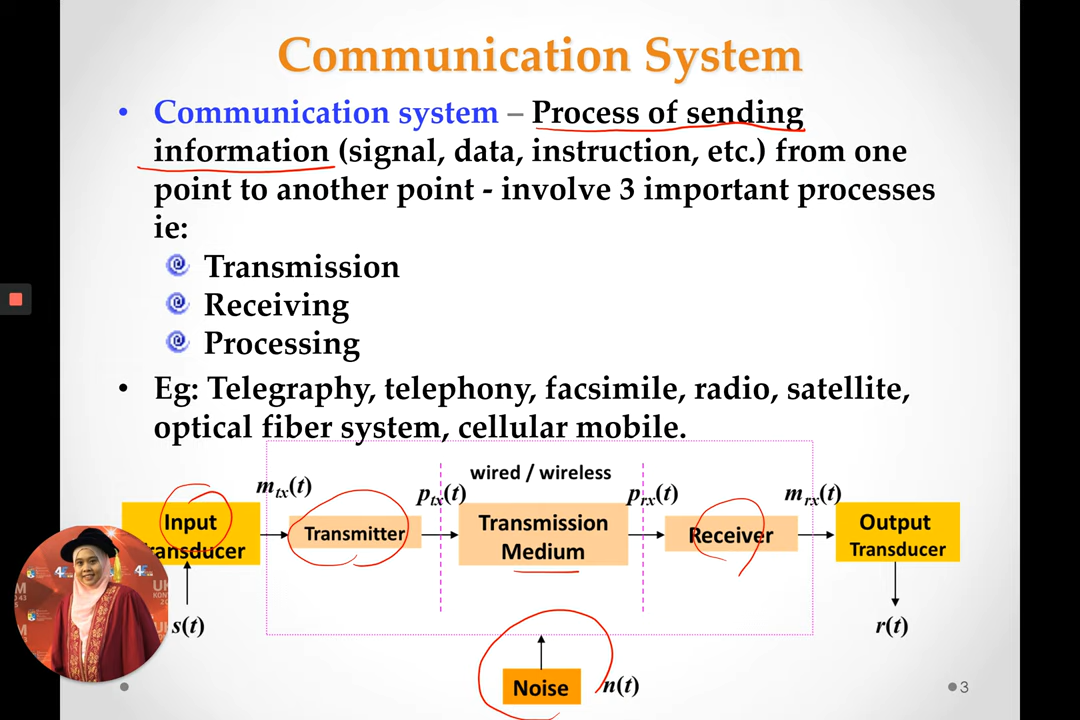 Communication System
• Communication system – Process of sending
information (signal, data, instruction, etc.) from one
point to another point - involve 3 important processes
ie:
Transmission
Receiving
Processing
• Eg: Telegraphy, telephony, facsimile, radio, satellite,
optical fiber system, cellular mobile.
wired / wireless
mtx(t) ptx(t) prx(t) mrx(t)
Input Transducer
Transmitter
Transmission Medium
Receiver
Output Transducer
s(t)
r(t)
Noise
n(t)
3